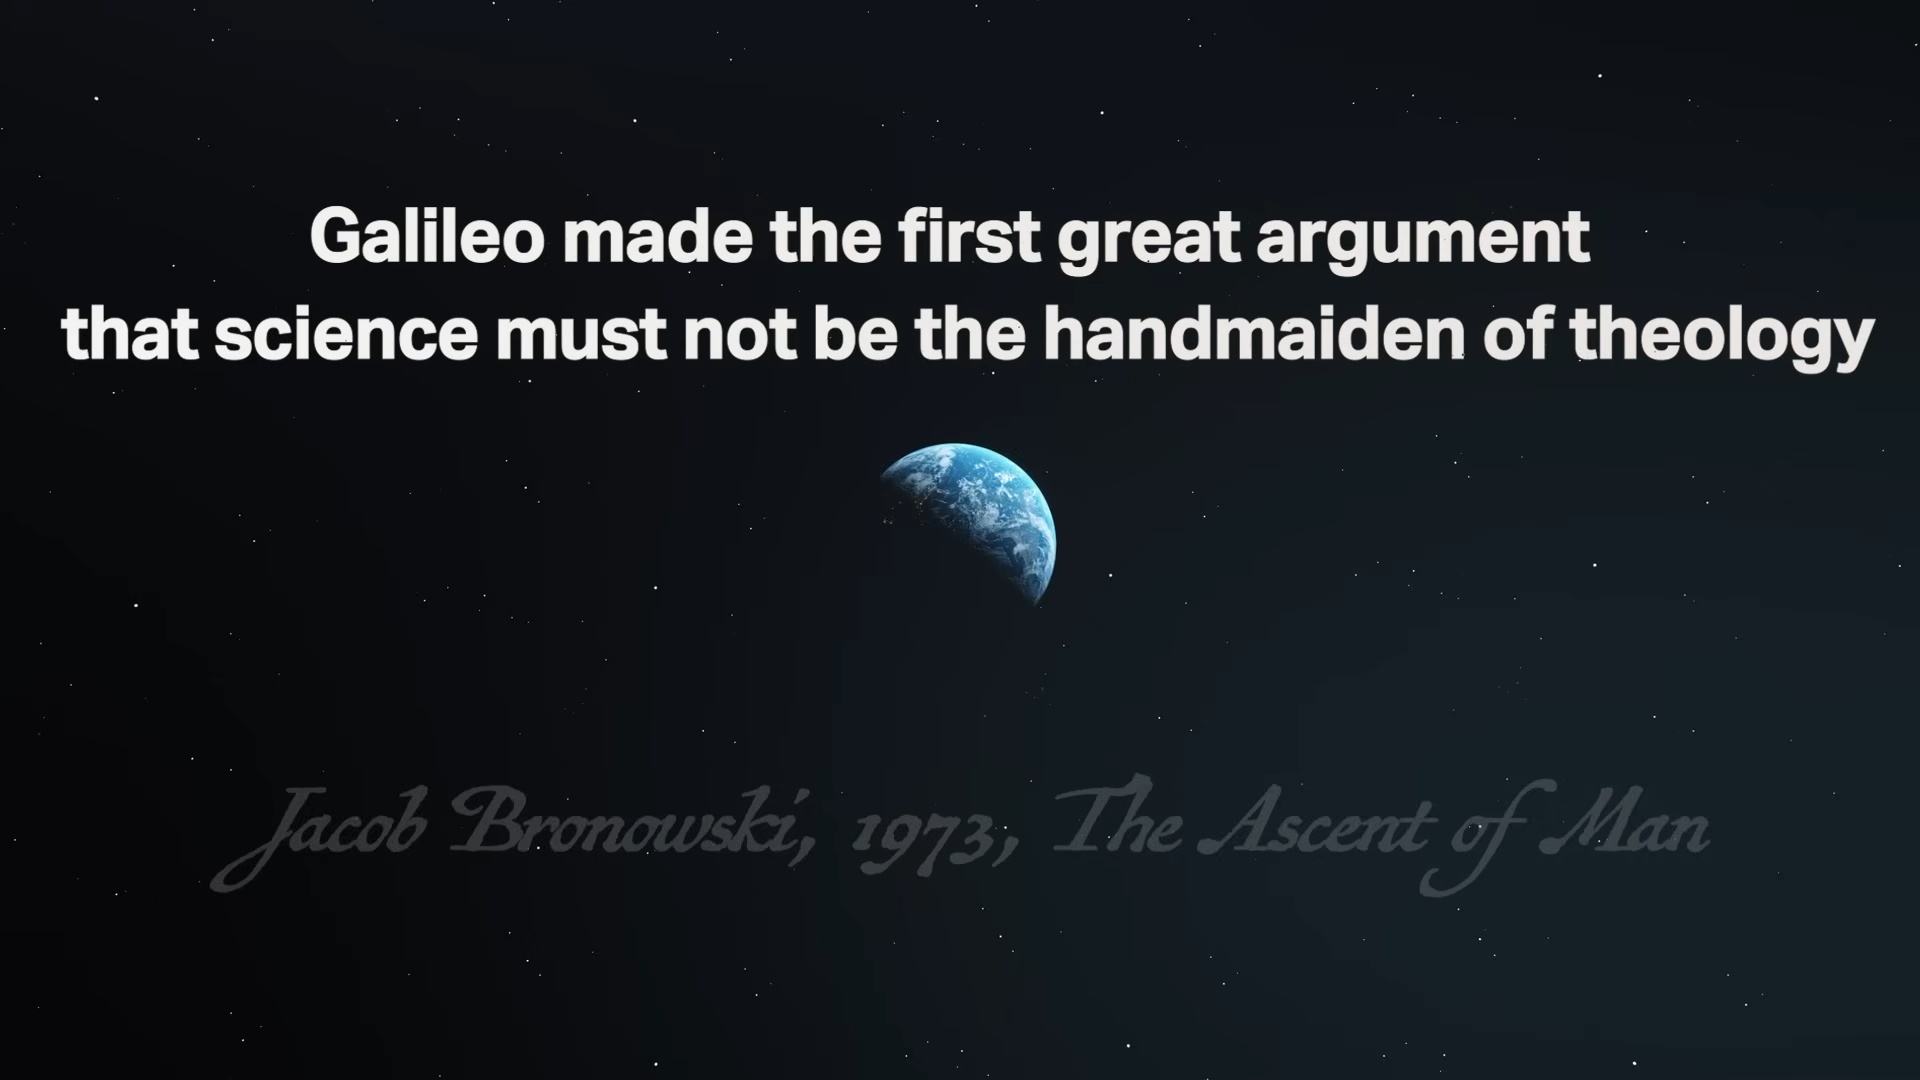 Galileo made the first great argument
that science must not be the handmaiden of theology
Jacob Bronowski, 1973, The Ascent of Man